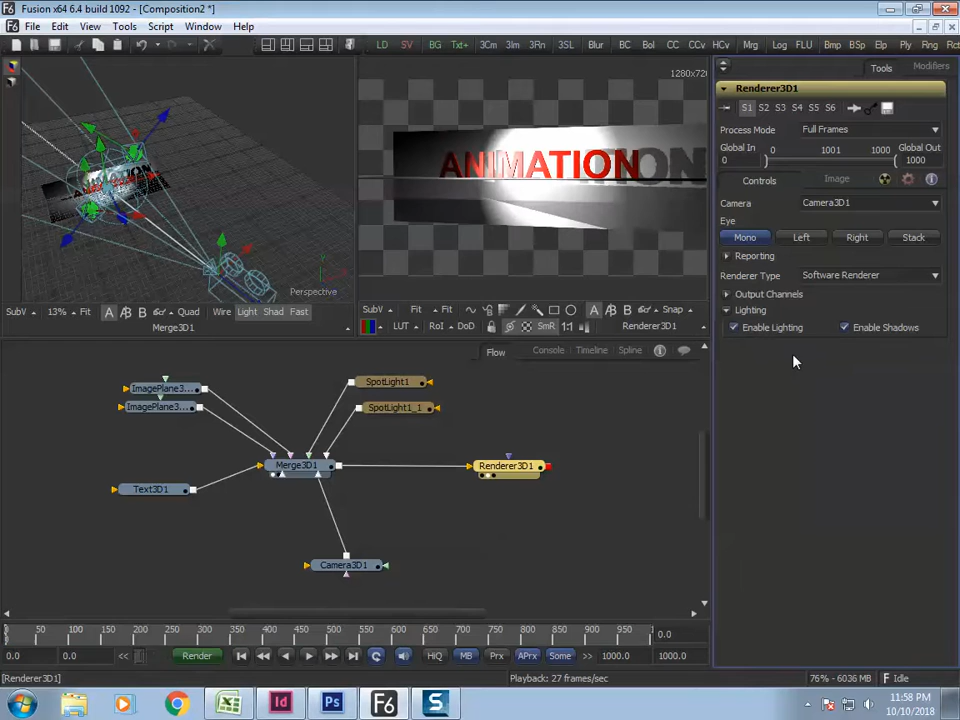 Fusion x64 6.4 build 1092 - [Composition2 *]
File Edit View Tools Script Window Help
LD SV BG Txt+ 3Cm 3Im 3Rn 3SL Blur BC Bol CC CCv HCv Mrg Log FLU Bmp BSp Elp Ply Rng Rct
1280x720
Tools Modifiers
Renderer3D1
S1 S2 S3 S4 S5 S6
Process Mode Full Frames
Global In 0 1001 1000 Global Out
0 1000
Controls Image
Camera Camera3D1
Eye
Mono Left Right Stack
Reporting
Renderer Type Software Renderer
Output Channels
Lighting
Enable Lighting Enable Shadows
ANIMATION
ANIMATION
Perspective
SubV 13% Fit A B Quad Wire Light Shad Fast
Merge3D1
SubV Fit Fit A B Snap
LUT RoI DoD SmR 1:1 Renderer3D1
Flow Console Timeline Spline
ImagePlane3...
ImagePlane3...
SpotLight1
SpotLight1_1
Merge3D1
Renderer3D1
Text3D1
Camera3D1
0 50 100 150 200 250 300 350 400 450 500 550 600 650 700 750 800 850 900 950 0.0
0.0 0.0 << Render HiQ MB Prx APrx Some >> 1000.0 1000.0
[Renderer3D1] Playback: 27 frames/sec 76% - 6036 MB Idle
11:58 PM
10/10/2018